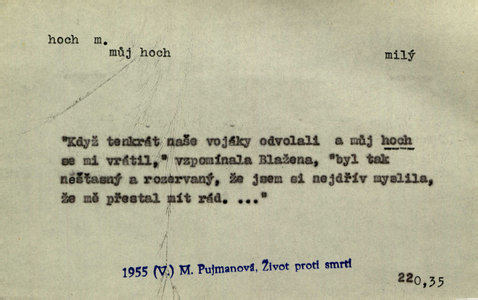 hoch m.
můj hoch milý
"Když tenkrát naše vojáky odvolali a můj hoch
se mi vrátil," vzpomínala Blažena, "byl tak
nešťasný a rozervaný, že jsem si nejdřív myslila,
že mě přestal mít rád. ..."
1955 (V.) M. Pujmanová, Život proti smrti
220,35